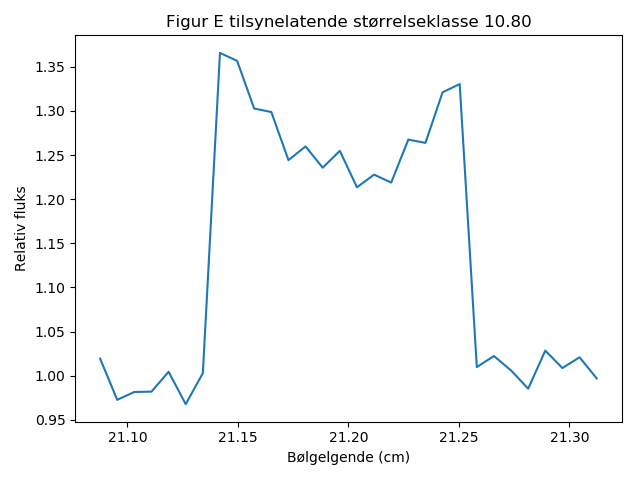 Figur E tilsynelatende størrelseklasse 10.80
Relativ fluks
1.35
1.30
1.25
1.20
1.15
1.10
1.05
1.00
0.95
21.10 21.15 21.20 21.25 21.30
Bølgelgende (cm)